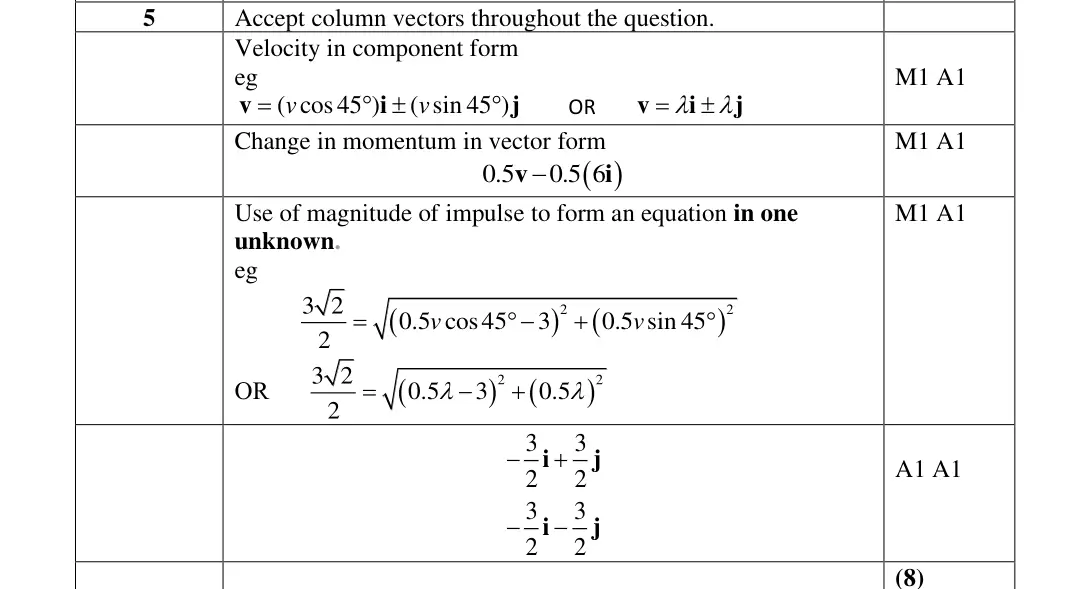 5 Accept column vectors throughout the question.
Velocity in component form
eg
M1 A1
v = (v cos 45°)i ± (v sin 45°)j OR v = λi ± λj
Change in momentum in vector form M1 A1
0.5v − 0.5(6i)
Use of magnitude of impulse to form an equation in one M1 A1
unknown.
eg
3√2/2 = √((0.5v cos 45° − 3)² + (0.5v sin 45°)²)
OR 3√2/2 = √((0.5λ − 3)² + (0.5λ)²)
−3/2 i + 3/2 j
A1 A1
−3/2 i − 3/2 j
(8)